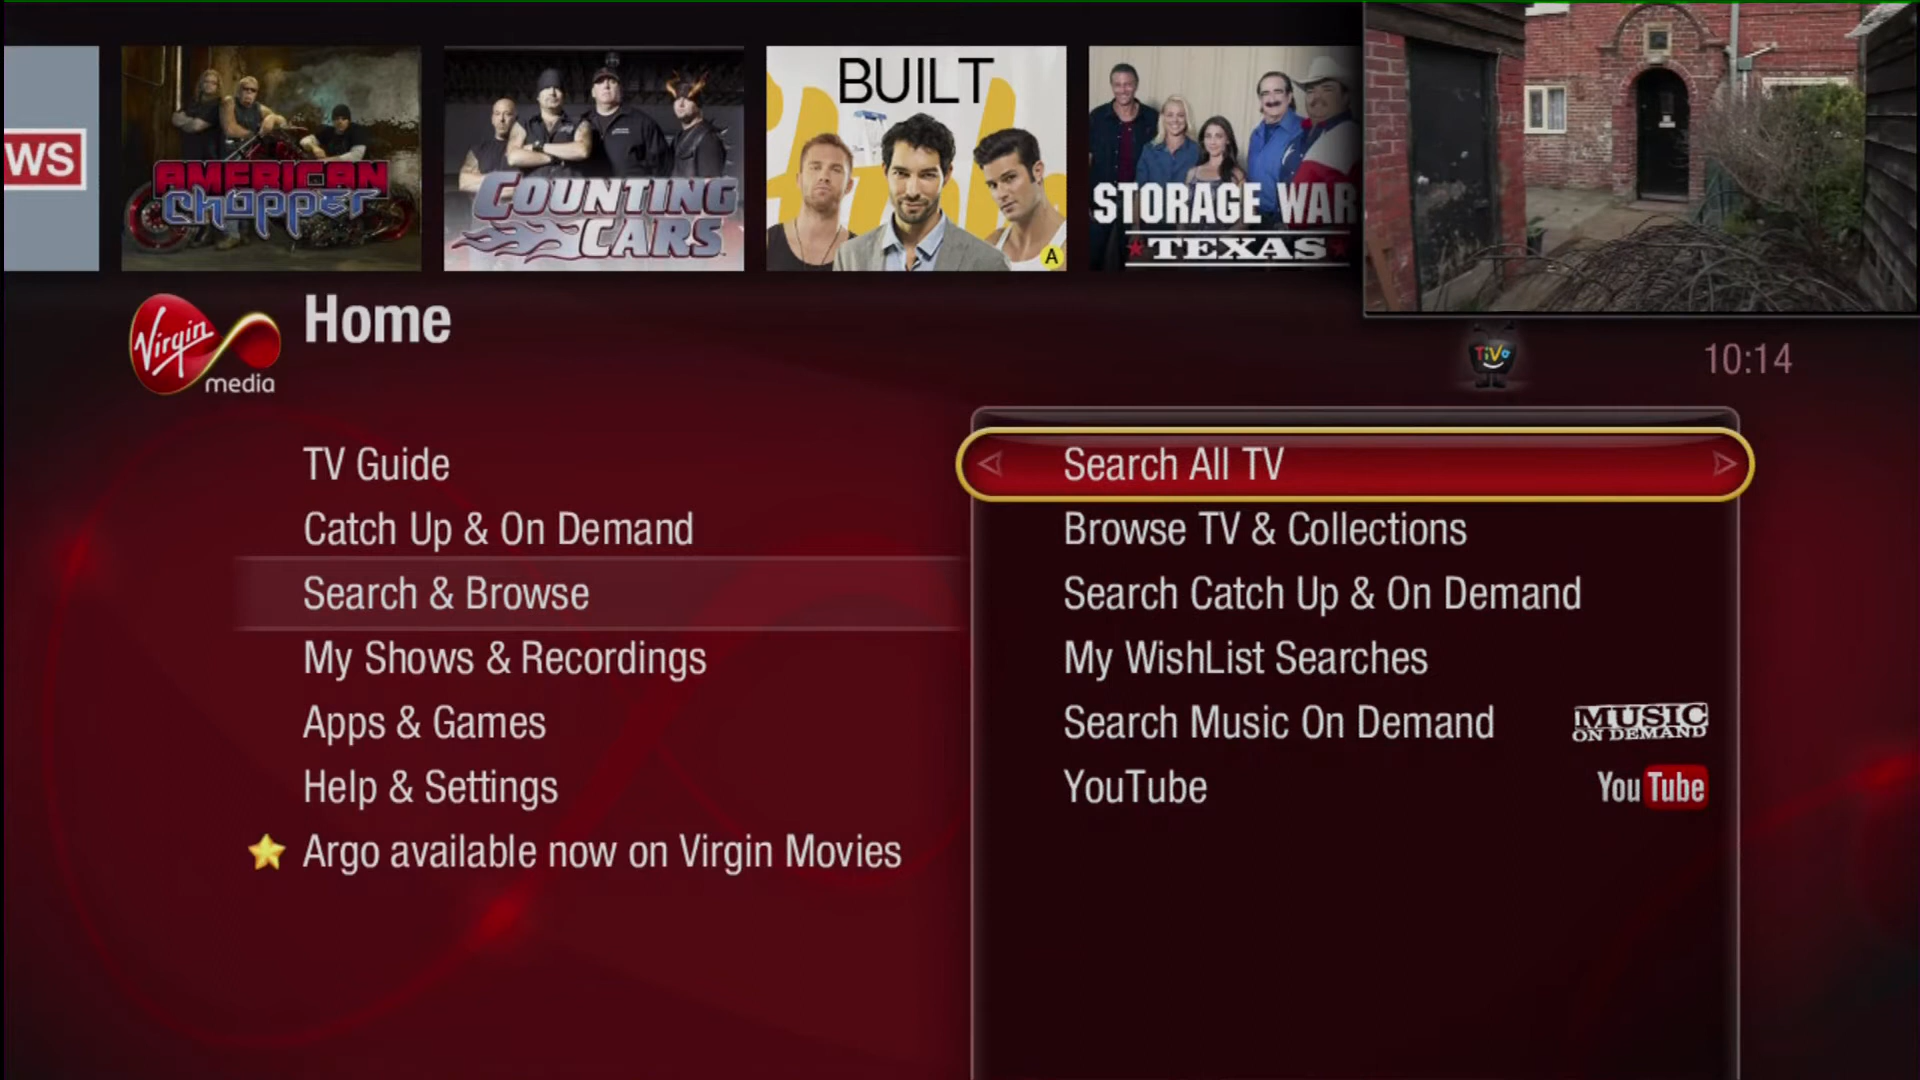 WS
AMERICAN
chopper
COUNTING
CARS
BUILT
A
STORAGE WAR
TEXAS
Virgin
media
Home
TiVo
10:14
TV Guide
Catch Up & On Demand
Search & Browse
My Shows & Recordings
Apps & Games
Help & Settings
Argo available now on Virgin Movies
Search All TV
Browse TV & Collections
Search Catch Up & On Demand
My WishList Searches
Search Music On Demand
MUSIC
ON DEMAND
YouTube
YouTube